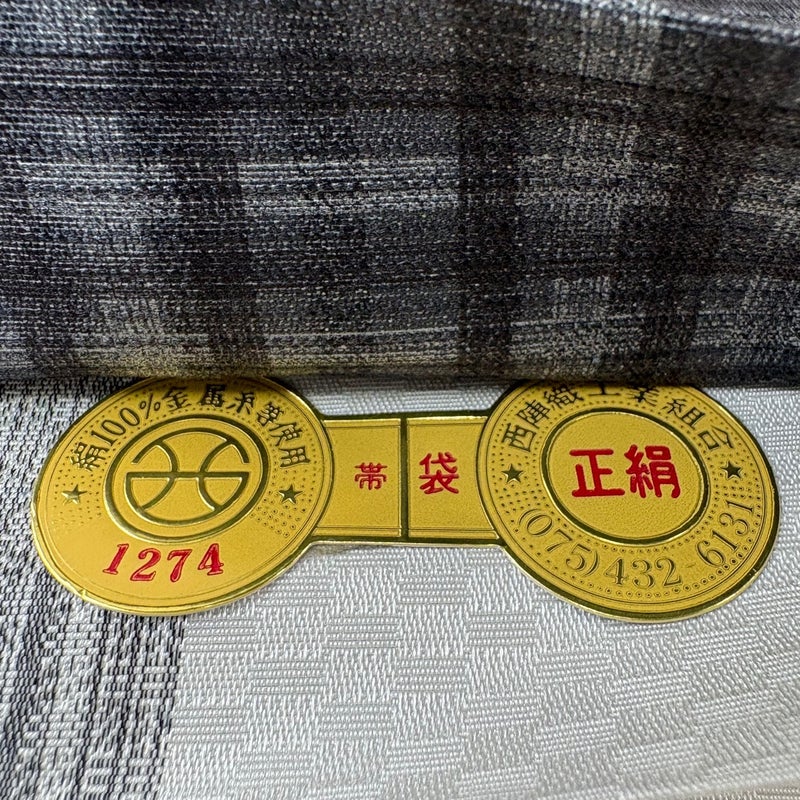 絹100%金属糸等使用
1274
帯
袋
西陣織工業組合
正絹
(075)432-6131